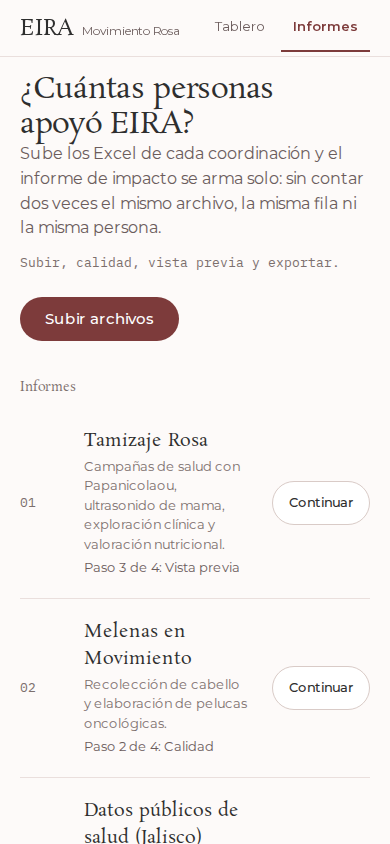 EIRA Movimiento Rosa Tablero Informes
¿Cuántas personas
apoyó EIRA?
Sube los Excel de cada coordinación y el
informe de impacto se arma solo: sin contar
dos veces el mismo archivo, la misma fila ni
la misma persona.
Subir, calidad, vista previa y exportar.
Subir archivos
Informes
01
Tamizaje Rosa
Campañas de salud con
Papanicolaou,
ultrasonido de mama,
exploración clínica y
valoración nutricional.
Paso 3 de 4: Vista previa
Continuar
02
Melenas en
Movimiento
Recolección de cabello
y elaboración de pelucas
oncológicas.
Paso 2 de 4: Calidad
Continuar
Datos públicos de
salud (Jalisco)